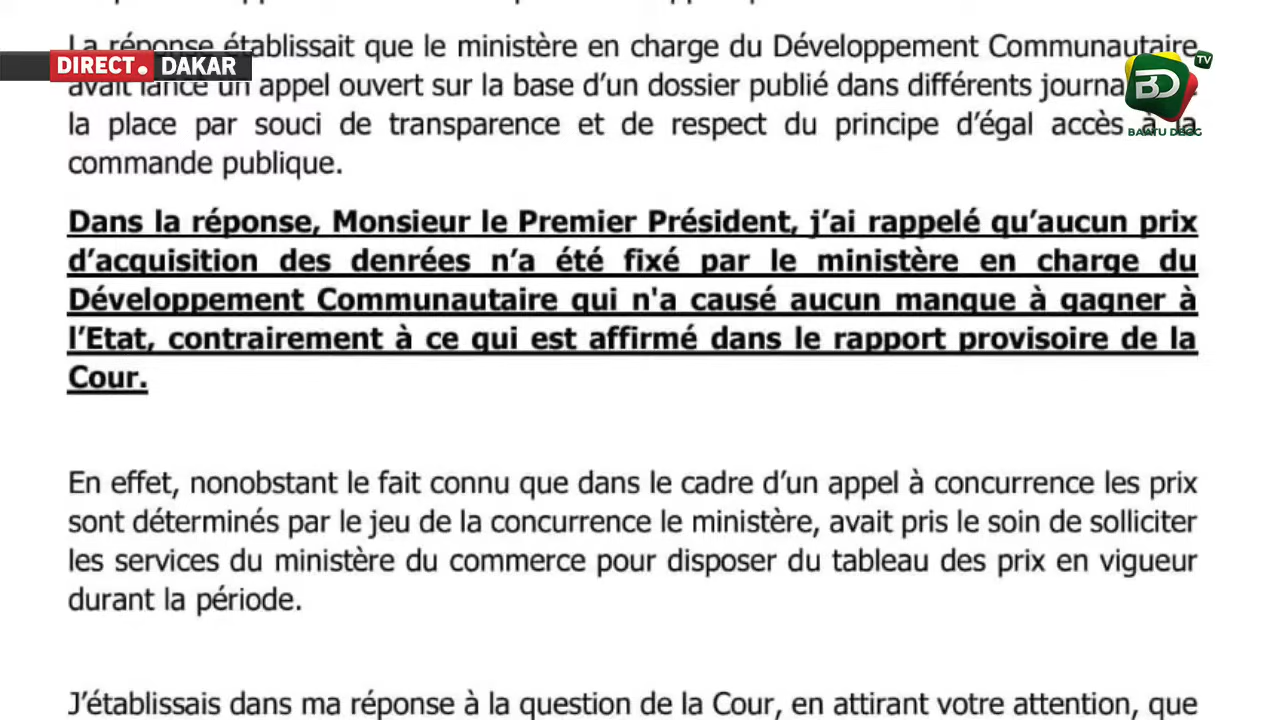 La réponse établissait que le ministère en charge du Développement Communautaire
DIRECT. DAKAR
avait lancé un appel ouvert sur la base d’un dossier publié dans différents
la place par souci de transparence et de respect du principe d’égal accès à la
commande publique.
TV
BD
BAATU DEGG
Dans la réponse, Monsieur le Premier Président, j’ai rappelé qu’aucun prix
d’acquisition des denrées n’a été fixé par le ministère en charge du
Développement Communautaire qui n'a causé aucun manque à gagner à
l’Etat, contrairement à ce qui est affirmé dans le rapport provisoire de la
Cour.
En effet, nonobstant le fait connu que dans le cadre d’un appel à concurrence les prix
sont déterminés par le jeu de la concurrence le ministère, avait pris le soin de solliciter
les services du ministère du commerce pour disposer du tableau des prix en vigueur
durant la période.
J’établissais dans ma réponse à la question de la Cour, en attirant votre attention, que